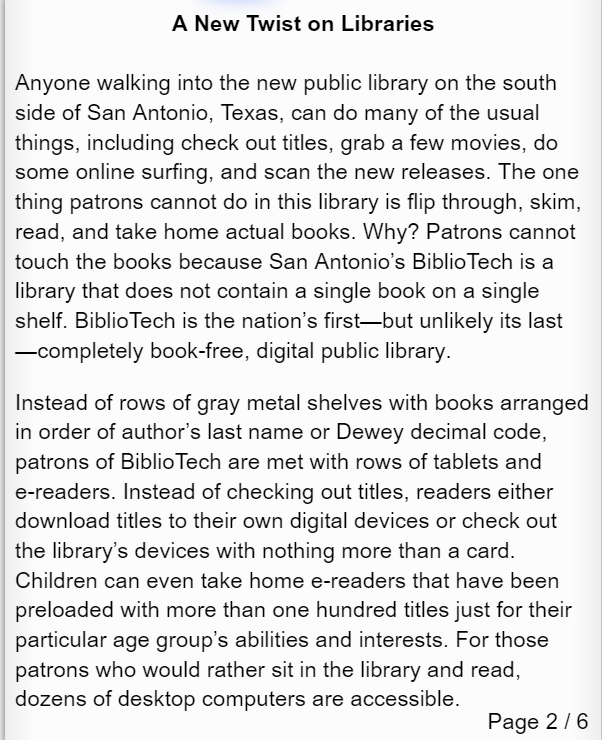 A New Twist on Libraries
Anyone walking into the new public library on the south
side of San Antonio, Texas, can do many of the usual
things, including check out titles, grab a few movies, do
some online surfing, and scan the new releases. The one
thing patrons cannot do in this library is flip through, skim,
read, and take home actual books. Why? Patrons cannot
touch the books because San Antonio’s BiblioTech is a
library that does not contain a single book on a single
shelf. BiblioTech is the nation’s first—but unlikely its last
—completely book-free, digital public library.
Instead of rows of gray metal shelves with books arranged
in order of author’s last name or Dewey decimal code,
patrons of BiblioTech are met with rows of tablets and
e-readers. Instead of checking out titles, readers either
download titles to their own digital devices or check out
the library’s devices with nothing more than a card.
Children can even take home e-readers that have been
preloaded with more than one hundred titles just for their
particular age group’s abilities and interests. For those
patrons who would rather sit in the library and read,
dozens of desktop computers are accessible.
Page 2 / 6